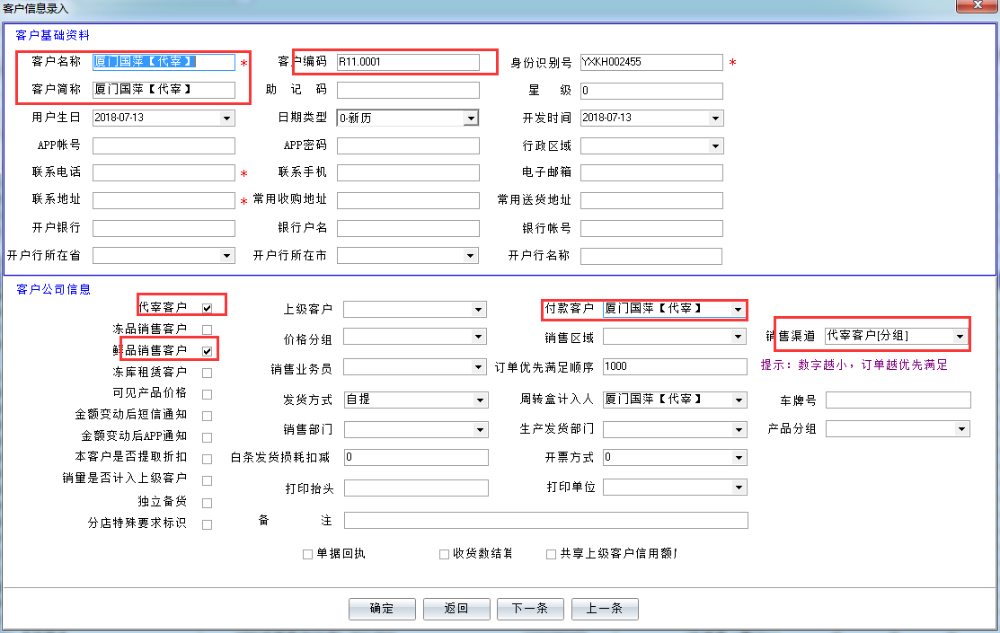 客户信息录入
客户基础资料
客户名称 厦门国萍【代宰】 * 客户编码 R11.0001 身份识别号 YXKH002455 *
客户简称 厦门国萍【代宰】 助记码 星级 0
用户生日 2018-07-13 日期类型 0-新历 开发时间 2018-07-13
APP帐号 APP密码 行政区域
联系电话 * 联系手机 电子邮箱
联系地址 * 常用收购地址 常用送货地址
开户银行 银行户名 银行帐号
开户行所在省 开户行所在市 开户行名称
客户公司信息
代宰客户 上级客户 付款客户 厦门国萍【代宰】
冻品销售客户 价格分组 销售区域 销售渠道 代宰客户[分组]
鲜品销售客户
冻库租赁客户 销售业务员 订单优先满足顺序 1000 提示：数字越小，订单越优先满足
可见产品价格 发货方式 自提 周转盒计入人 厦门国萍【代宰】 车牌号
金额变动后短信通知
金额变动后APP通知 销售部门 生产发货部门 产品分组
本客户是否提取折扣 白条发货损耗扣减 0 开票方式 0
销量是否计入上级客户 打印抬头 打印单位
独立备货
分店特殊要求标识 备注
单据回执 收货数结算 共享上级客户信用额
确定 返回 下一条 上一条